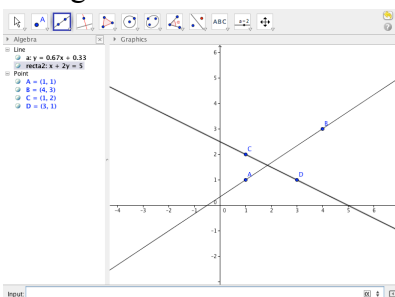 ABC
a=2
Algebra
Graphics
Line
a: y = 0.67x + 0.33
recta2: x + 2y = 5
Point
A = (1, 1)
B = (4, 3)
C = (1, 2)
D = (3, 1)
6
5
4
3
2
1
0
-1
-2
-4
-3
-2
-1
1
2
3
4
5
6
A
B
C
D
Input:
α